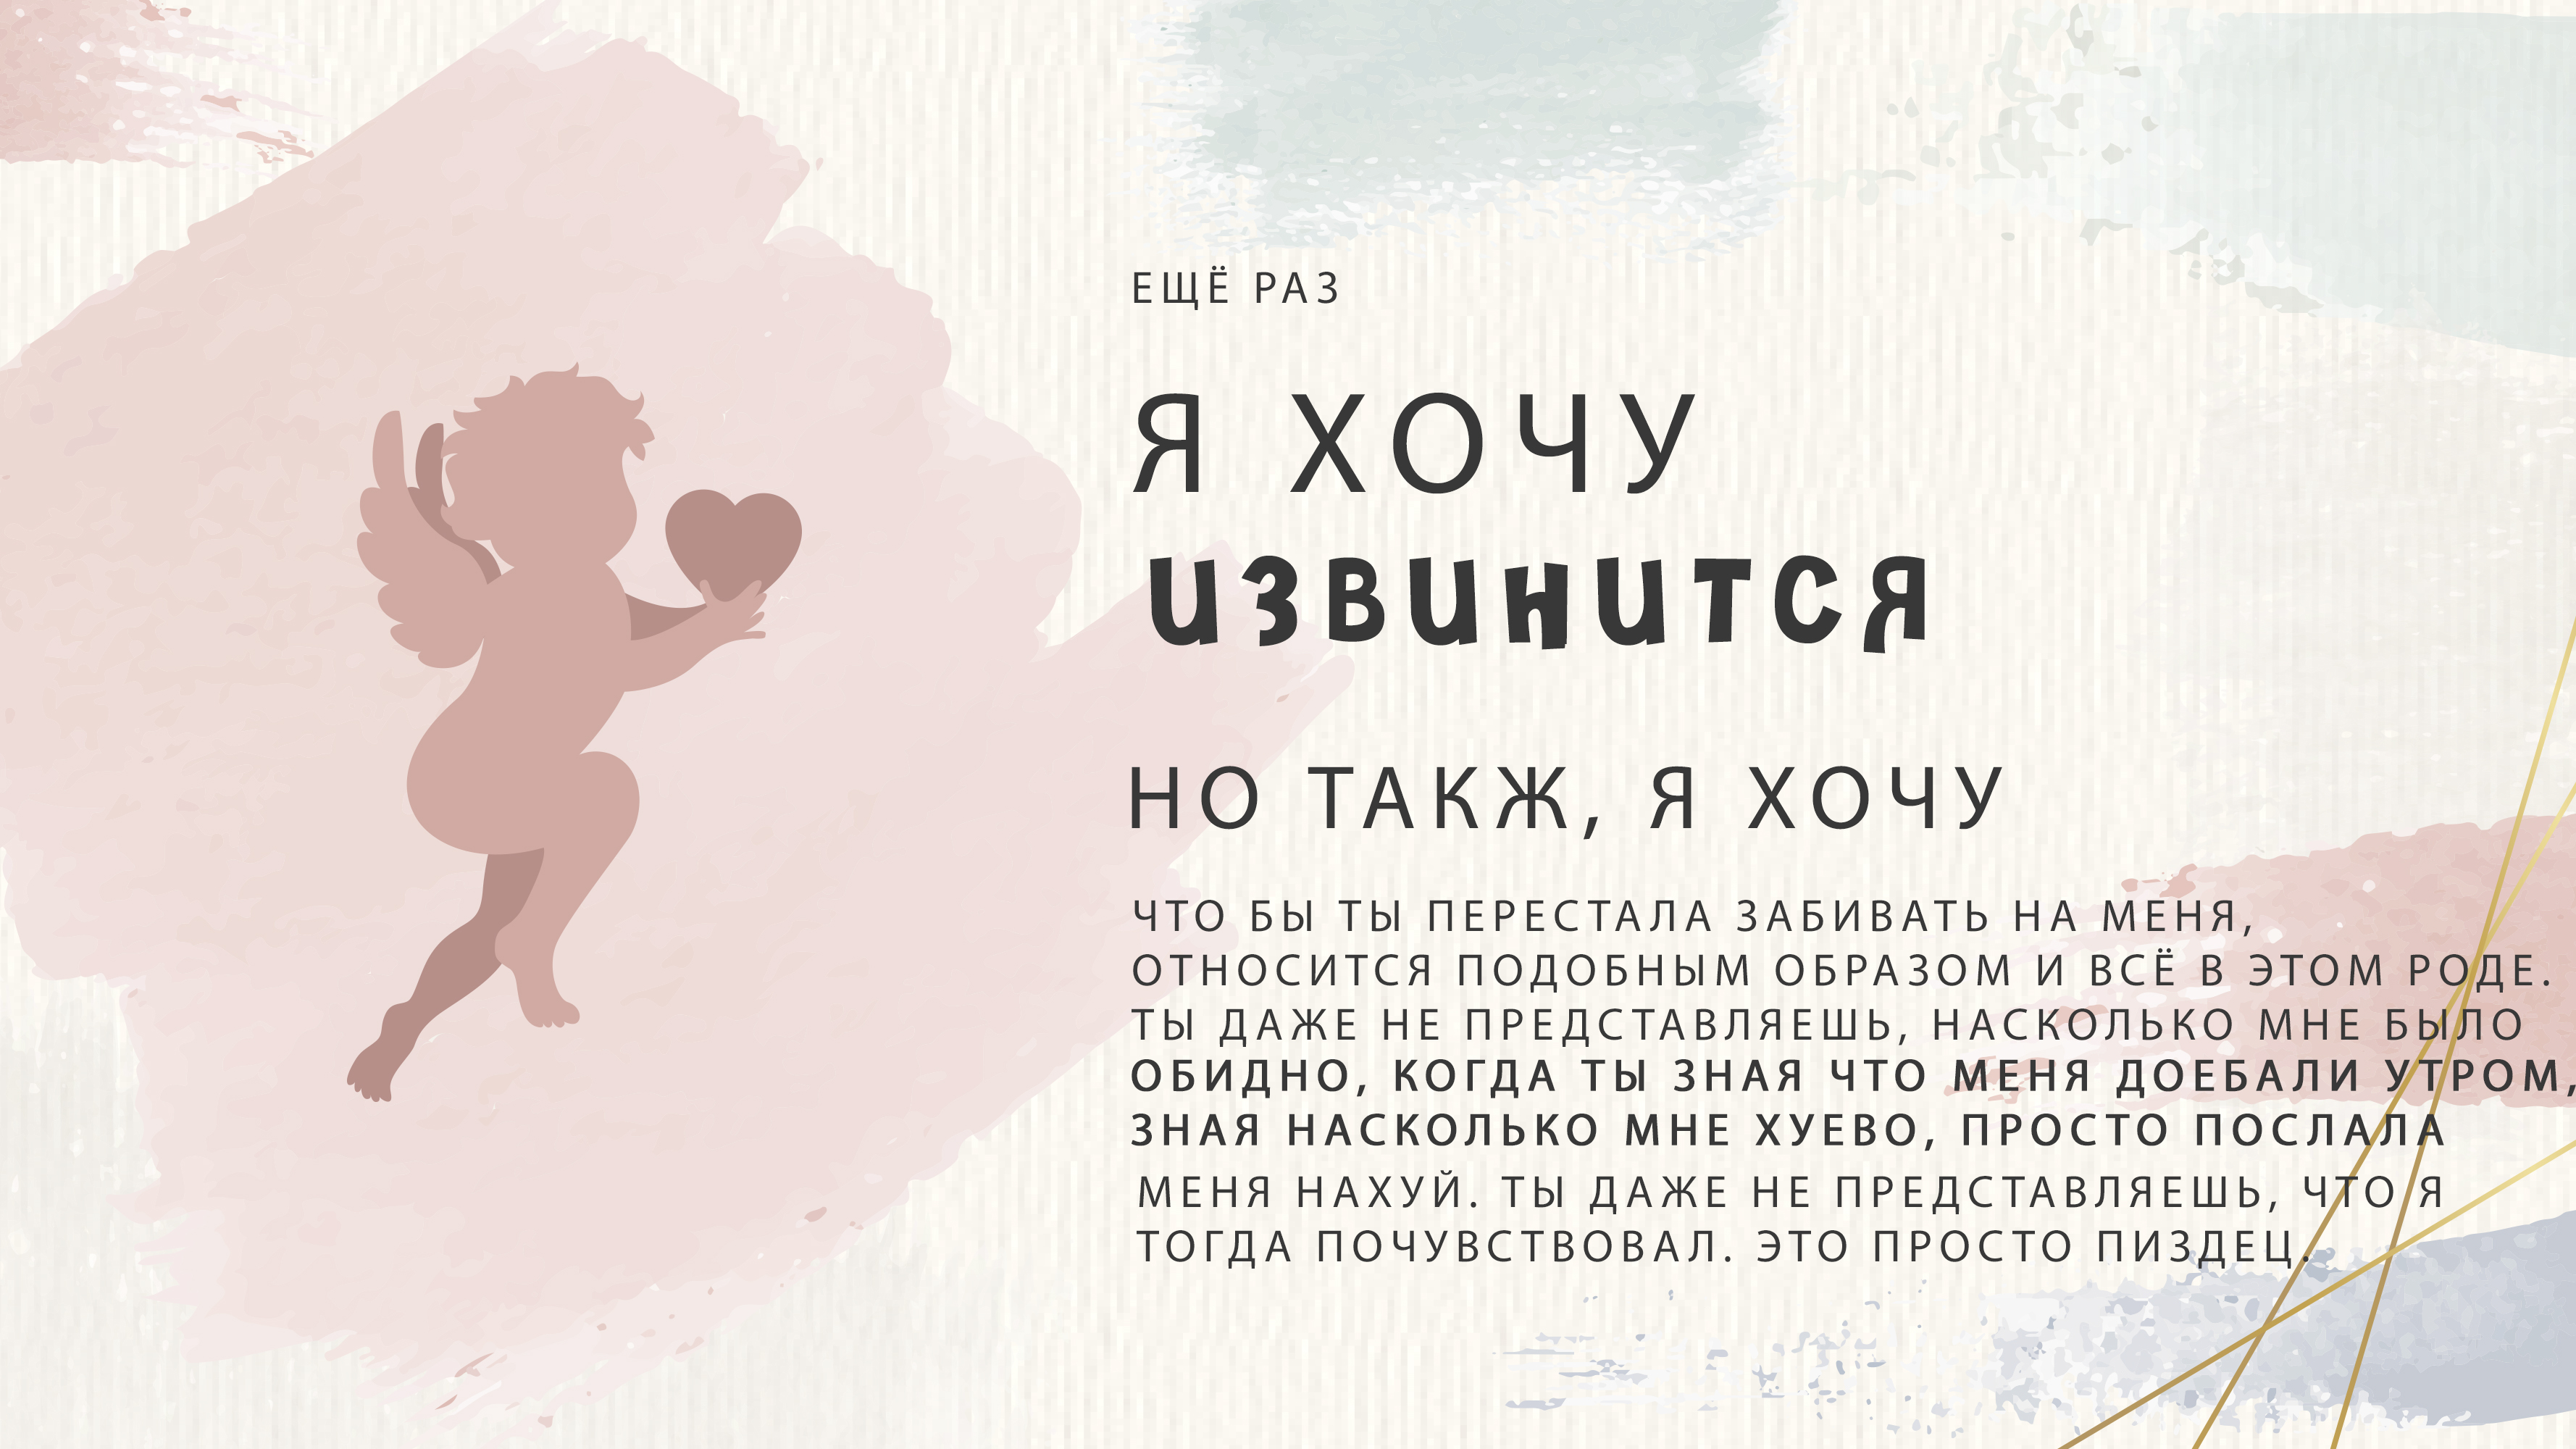 ЕЩЁ РАЗ
Я ХОЧУ
извинится
НО ТАКЖ, Я ХОЧУ
ЧТО БЫ ТЫ ПЕРЕСТАЛА ЗАБИВАТЬ НА МЕНЯ,
ОТНОСИТСЯ ПОДОБНЫМ ОБРАЗОМ И ВСЁ В ЭТОМ РОДЕ.
ТЫ ДАЖЕ НЕ ПРЕДСТАВЛЯЕШЬ, НАСКОЛЬКО МНЕ БЫЛО
ОБИДНО, КОГДА ТЫ ЗНАЯ ЧТО МЕНЯ ДОЕБАЛИ УТРОМ,
ЗНАЯ НАСКОЛЬКО МНЕ ХУЕВО, ПРОСТО ПОСЛАЛА
МЕНЯ НАХУЙ. ТЫ ДАЖЕ НЕ ПРЕДСТАВЛЯЕШЬ, ЧТО Я
ТОГДА ПОЧУВСТВОВАЛ. ЭТО ПРОСТО ПИЗДЕЦ.